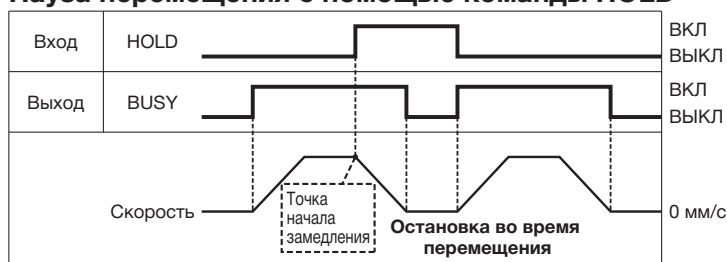 Пауза перемещения с помощью команды HOLD
Вход HOLD ВКЛ
ВЫКЛ
Выход BUSY ВКЛ
ВЫКЛ
Скорость 0 мм/с
Точка
начала
замедления
Остановка во время
перемещения